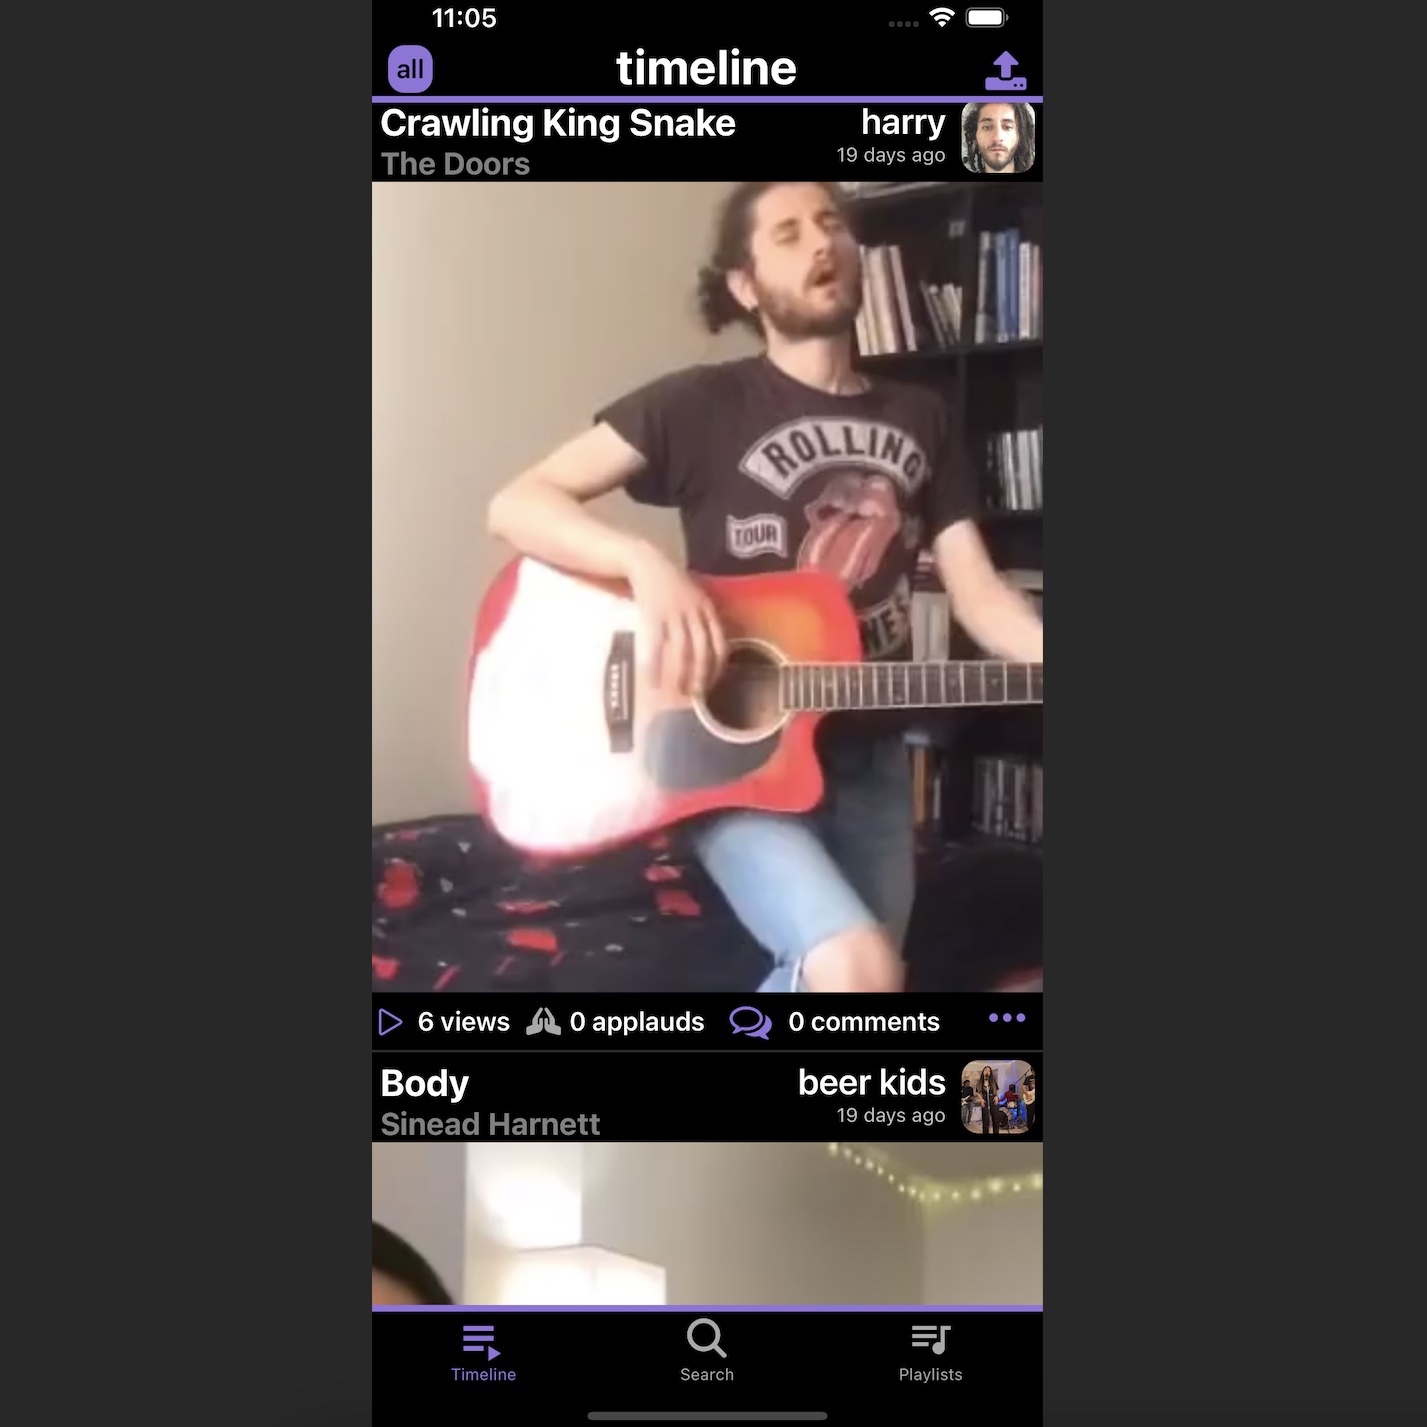 11:05
all
timeline
Crawling King Snake
harry
The Doors
19 days ago
ROLLING
TOUR
6 views
0 applauds
0 comments
Body
beer kids
Sinead Harnett
19 days ago
Timeline
Search
Playlists